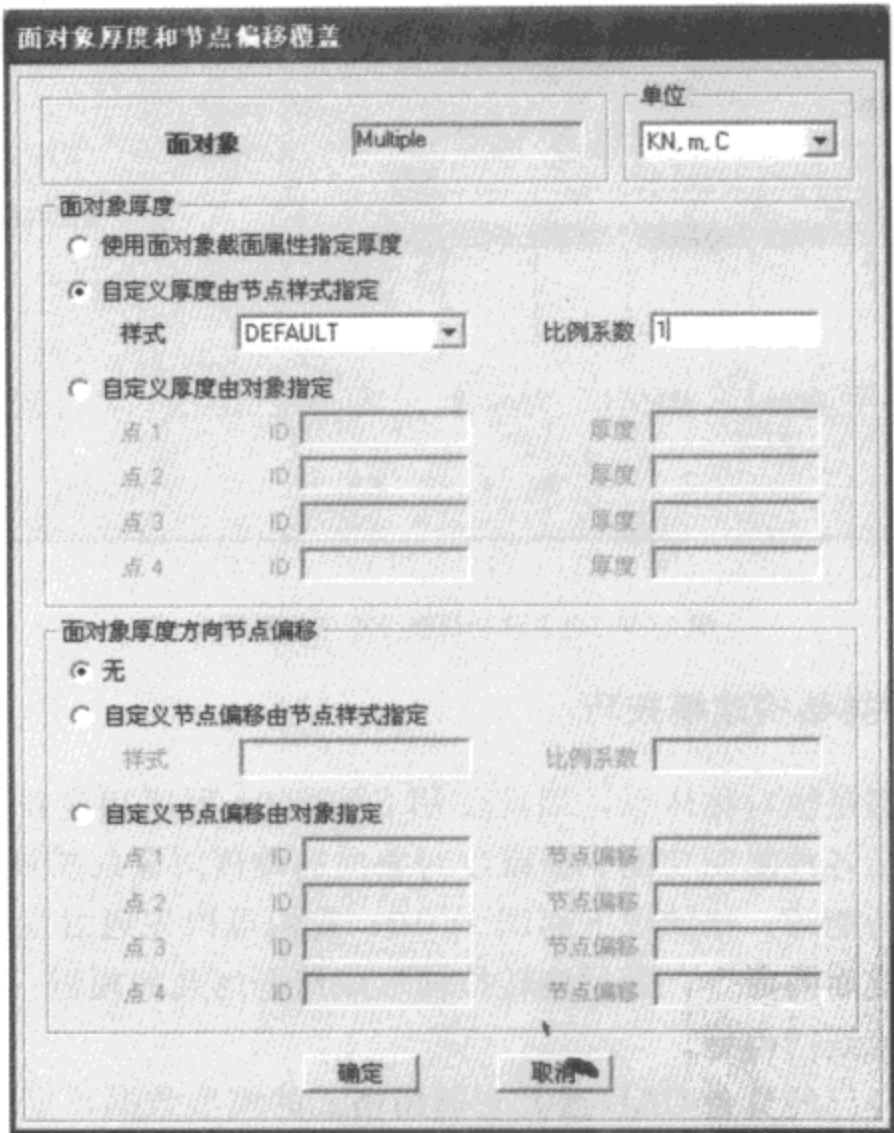 面对象厚度和节点偏移覆盖
单位
面对象 Multiple KN, m, C
面对象厚度
使用面对象截面属性指定厚度
自定义厚度由节点样式指定
样式 DEFAULT 比例系数 1
自定义厚度由对象指定
点 1 ID 厚度
点 2 ID 厚度
点 3 ID 厚度
点 4 ID 厚度
面对象厚度方向节点偏移
无
自定义节点偏移由节点样式指定
样式 比例系数
自定义节点偏移由对象指定
点 1 ID 节点偏移
点 2 ID 节点偏移
点 3 ID 节点偏移
点 4 ID 节点偏移
确定 取消